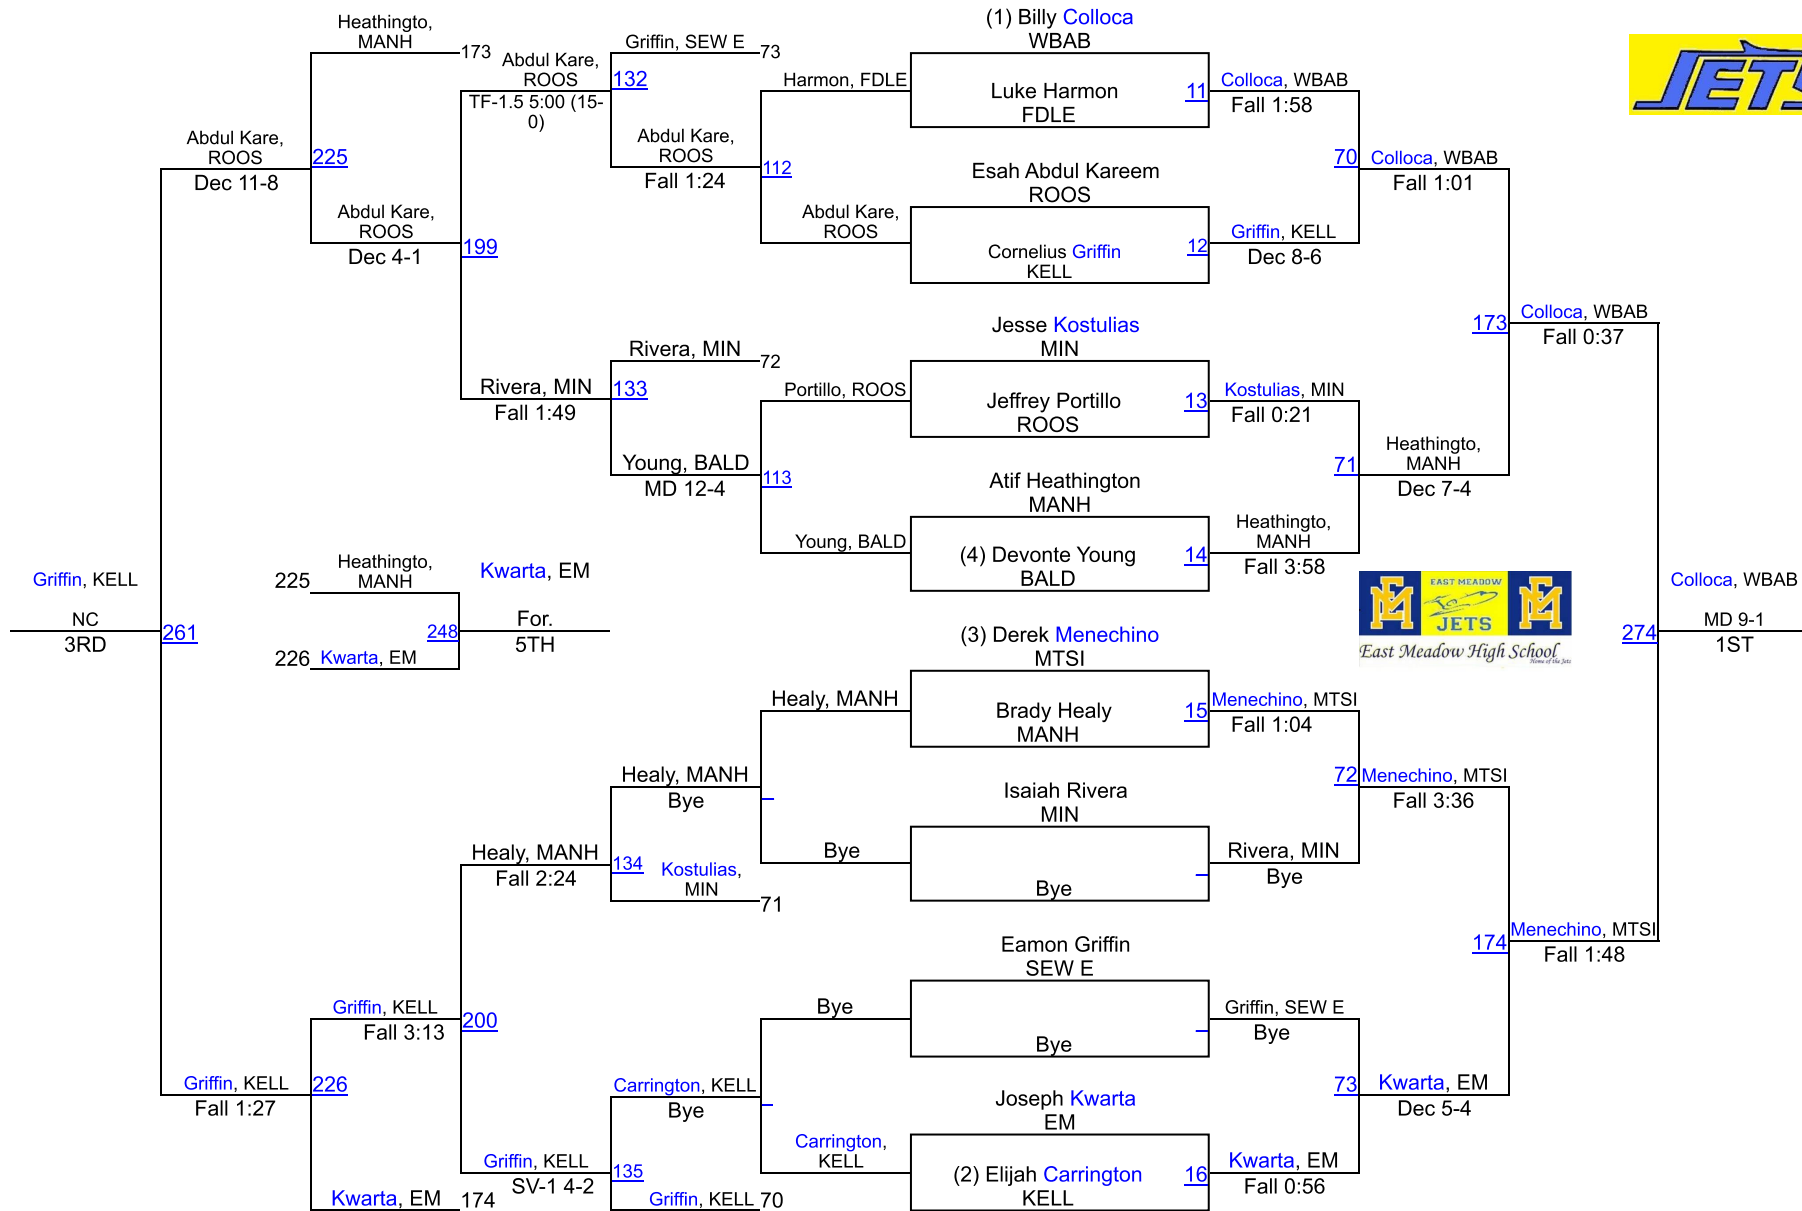 (1) Billy Colloca
WBAB
Heathingto,
MANH
173
Abdul Kare,
ROOS
TF-1.5 5:00 (15-
0)
Griffin, SEW E
73
132
Harmon, FDLE
Luke Harmon
FDLE
11
Colloca, WBAB
Fall 1:58
JETS
Abdul Kare,
ROOS
Dec 11-8
225
Abdul Kare,
ROOS
Fall 1:24
112
Esah Abdul Kareem
ROOS
70
Colloca, WBAB
Fall 1:01
Abdul Kare,
ROOS
Dec 4-1
199
Abdul Kare,
ROOS
Cornelius Griffin
KELL
12
Griffin, KELL
Dec 8-6
Jesse Kostulias
MIN
173
Colloca, WBAB
Fall 0:37
Rivera, MIN
72
Rivera, MIN
Fall 1:49
133
Portillo, ROOS
Jeffrey Portillo
ROOS
13
Kostulias, MIN
Fall 0:21
Young, BALD
MD 12-4
113
Atif Heathington
MANH
71
Heathingto,
MANH
Dec 7-4
Young, BALD
(4) Devonte Young
BALD
14
Heathingto,
MANH
Fall 3:58
Griffin, KELL
NC
3RD
261
225
Heathingto,
MANH
226
Kwarta, EM
248
Kwarta, EM
For.
5TH
EM
EAST MEADOW
JETS
EM
East Meadow High School
Home of the Jets
274
Colloca, WBAB
MD 9-1
1ST
(3) Derek Menechino
MTSI
Healy, MANH
Brady Healy
MANH
15
Menechino, MTSI
Fall 1:04
Healy, MANH
Bye
Isaiah Rivera
MIN
72
Menechino, MTSI
Fall 3:36
Healy, MANH
Fall 2:24
134
Kostulias,
MIN
71
Bye
Bye
Rivera, MIN
Bye
Eamon Griffin
SEW E
174
Menechino, MTSI
Fall 1:48
Griffin, KELL
Fall 3:13
200
Bye
Bye
Griffin, SEW E
Bye
Griffin, KELL
Fall 1:27
226
Carrington, KELL
Bye
Joseph Kwarta
EM
73
Kwarta, EM
Dec 5-4
Griffin, KELL
SV-1 4-2
135
Carrington,
KELL
(2) Elijah Carrington
KELL
16
Kwarta, EM
Fall 0:56
Kwarta, EM
174
Griffin, KELL
70